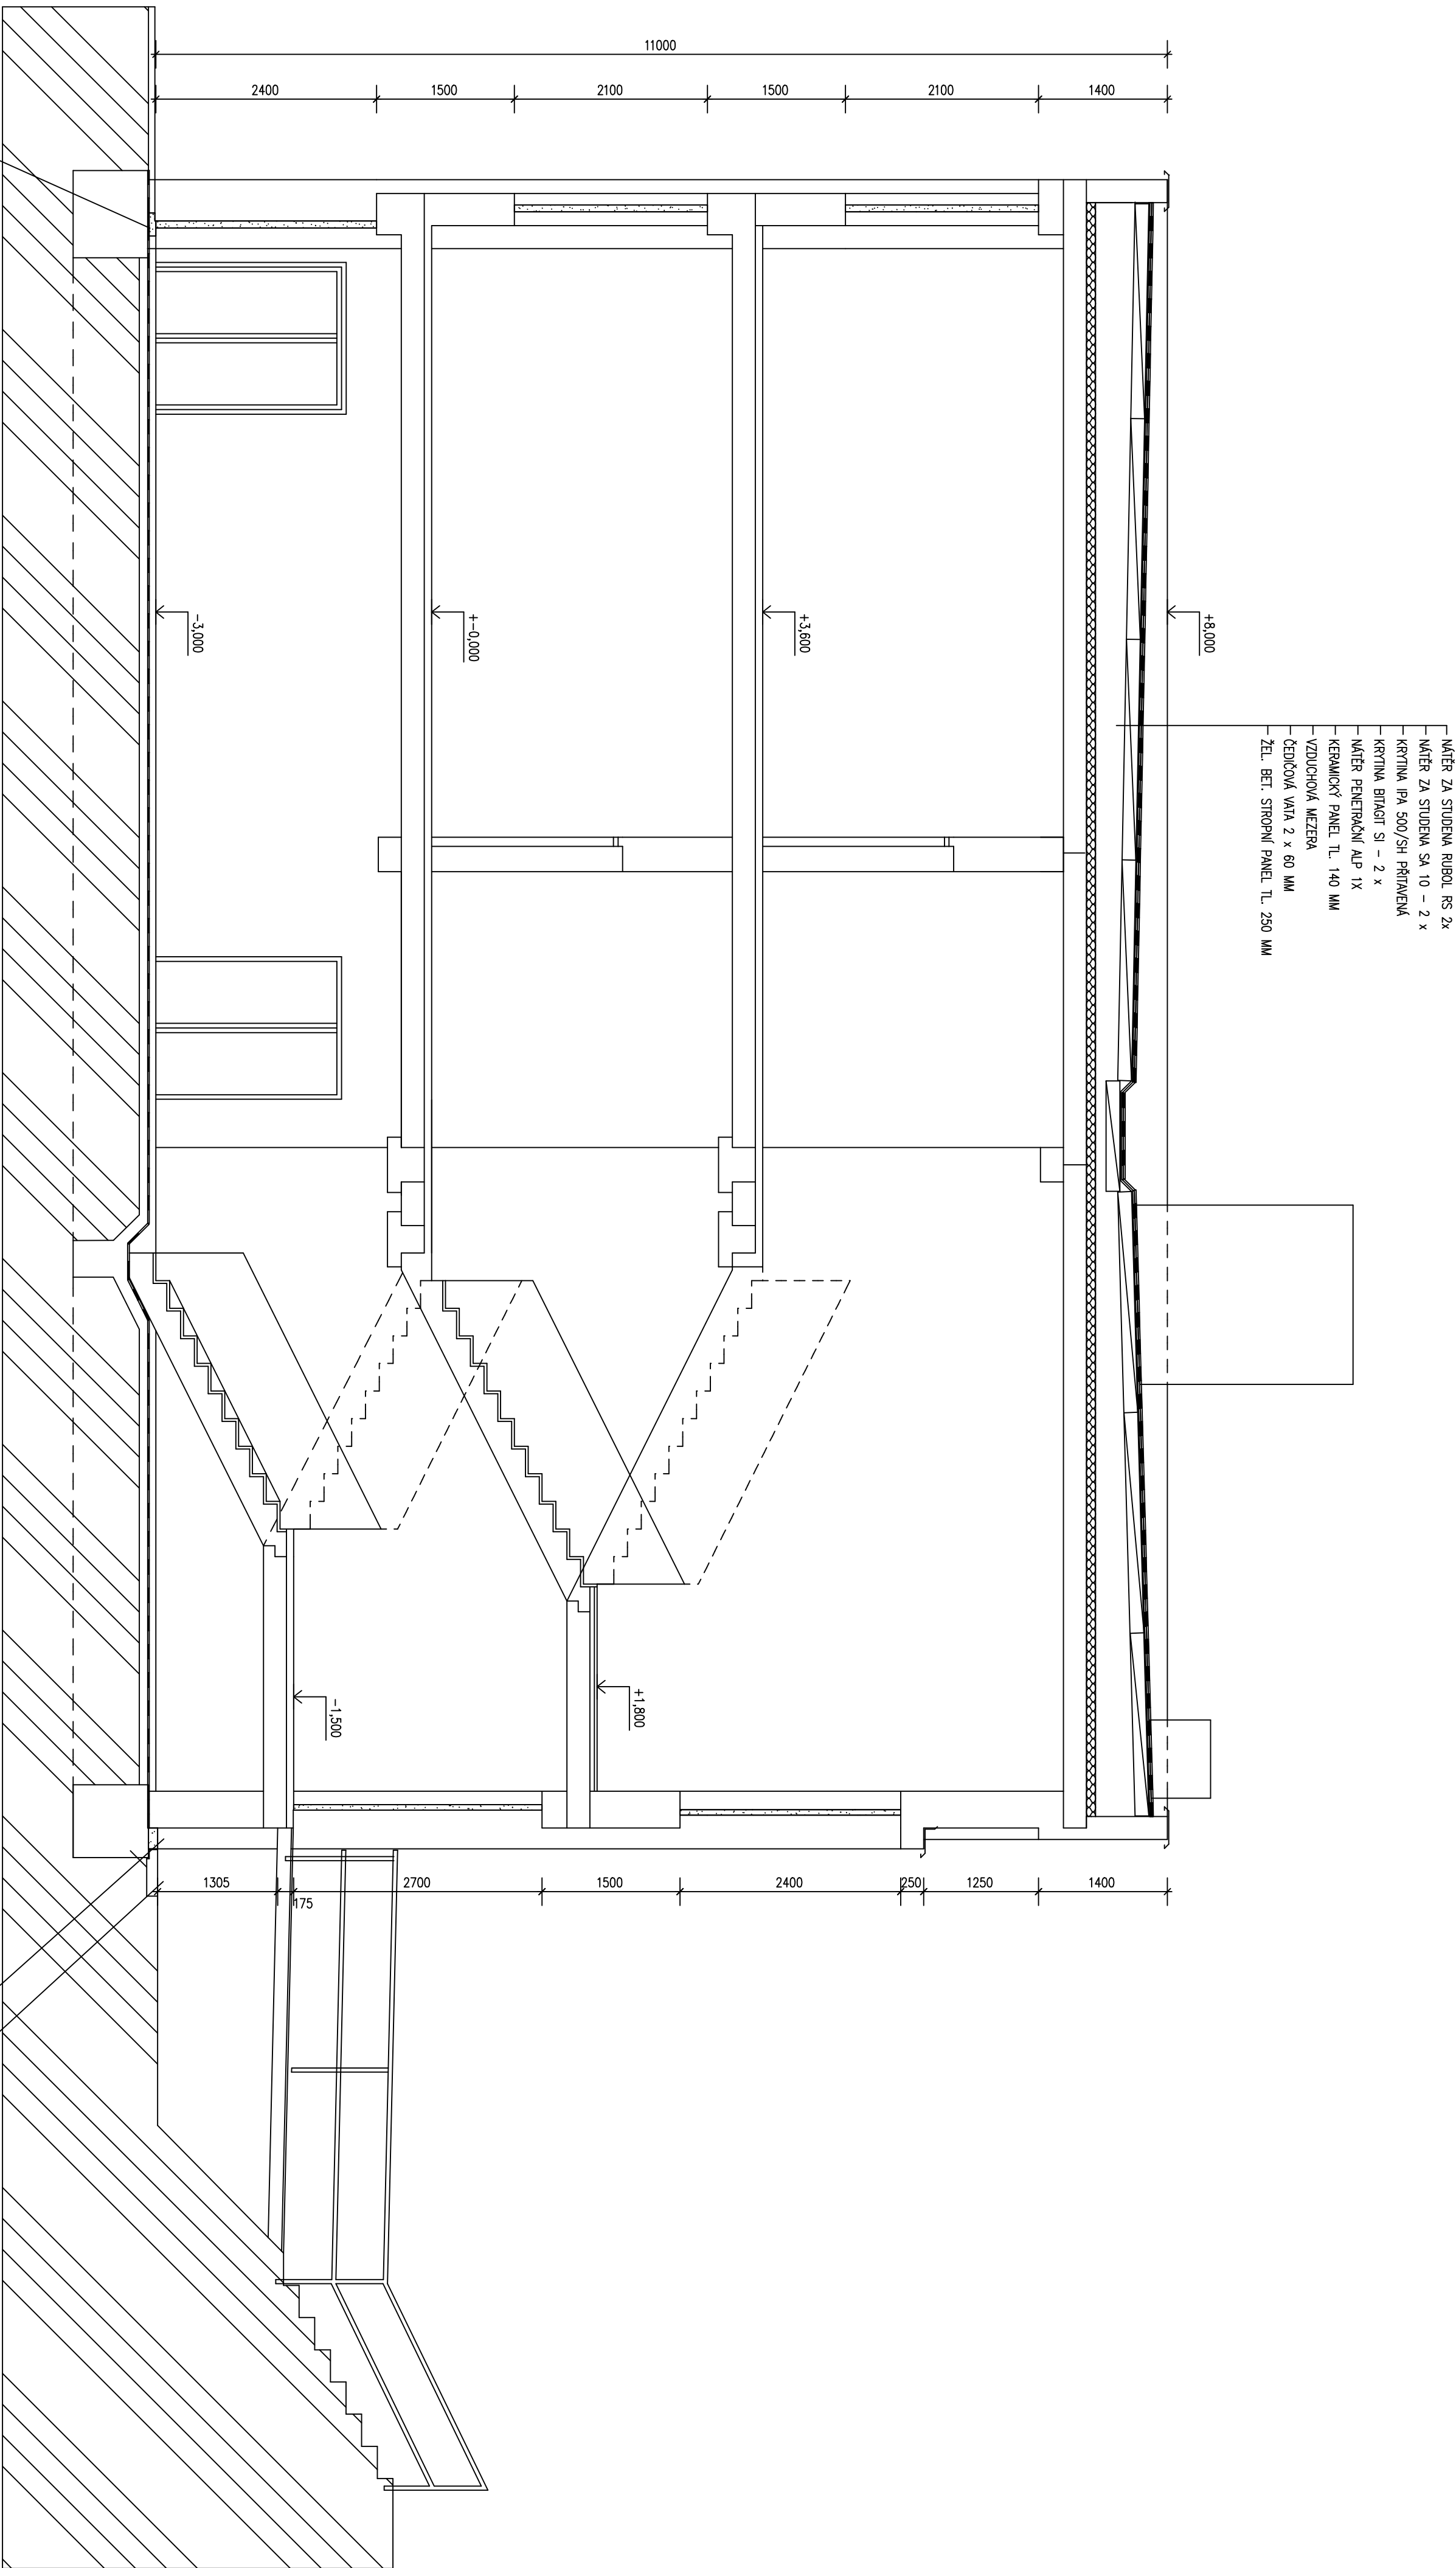 NÁTĚR ZA STUDENA RUBOL RS 2x
NÁTĚR ZA STUDENA SA 10 - 2 x
KRYTINA IPA 500/SH PŘITAVENÁ
KRYTINA BITAGIT SI - 2 x
NÁTĚR PENETRAČNÍ ALP 1X
KERAMICKÝ PANEL TL. 140 MM
VZDUCHOVÁ MEZERA
ČEDIČOVÁ VATA 2 x 60 MM
ŽEL. BET. STROPNÍ PANEL TL. 250 MM
+8,000
+3,600
+-0,000
-3,000
+1,800
-1,500
11000
2400
1500
2100
1500
2100
1400
1305
175
2700
1500
2400
250
1250
1400